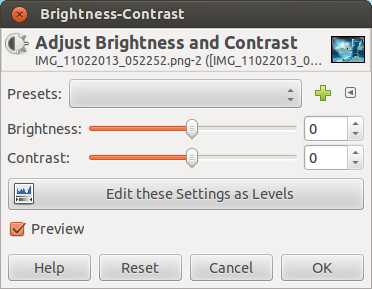 Brightness-Contrast
Adjust Brightness and Contrast
IMG_11022013_052252.png-2 ([IMG_11022013_0...
Presets:
Brightness: 0
Contrast: 0
Edit these Settings as Levels
Preview
Help Reset Cancel OK